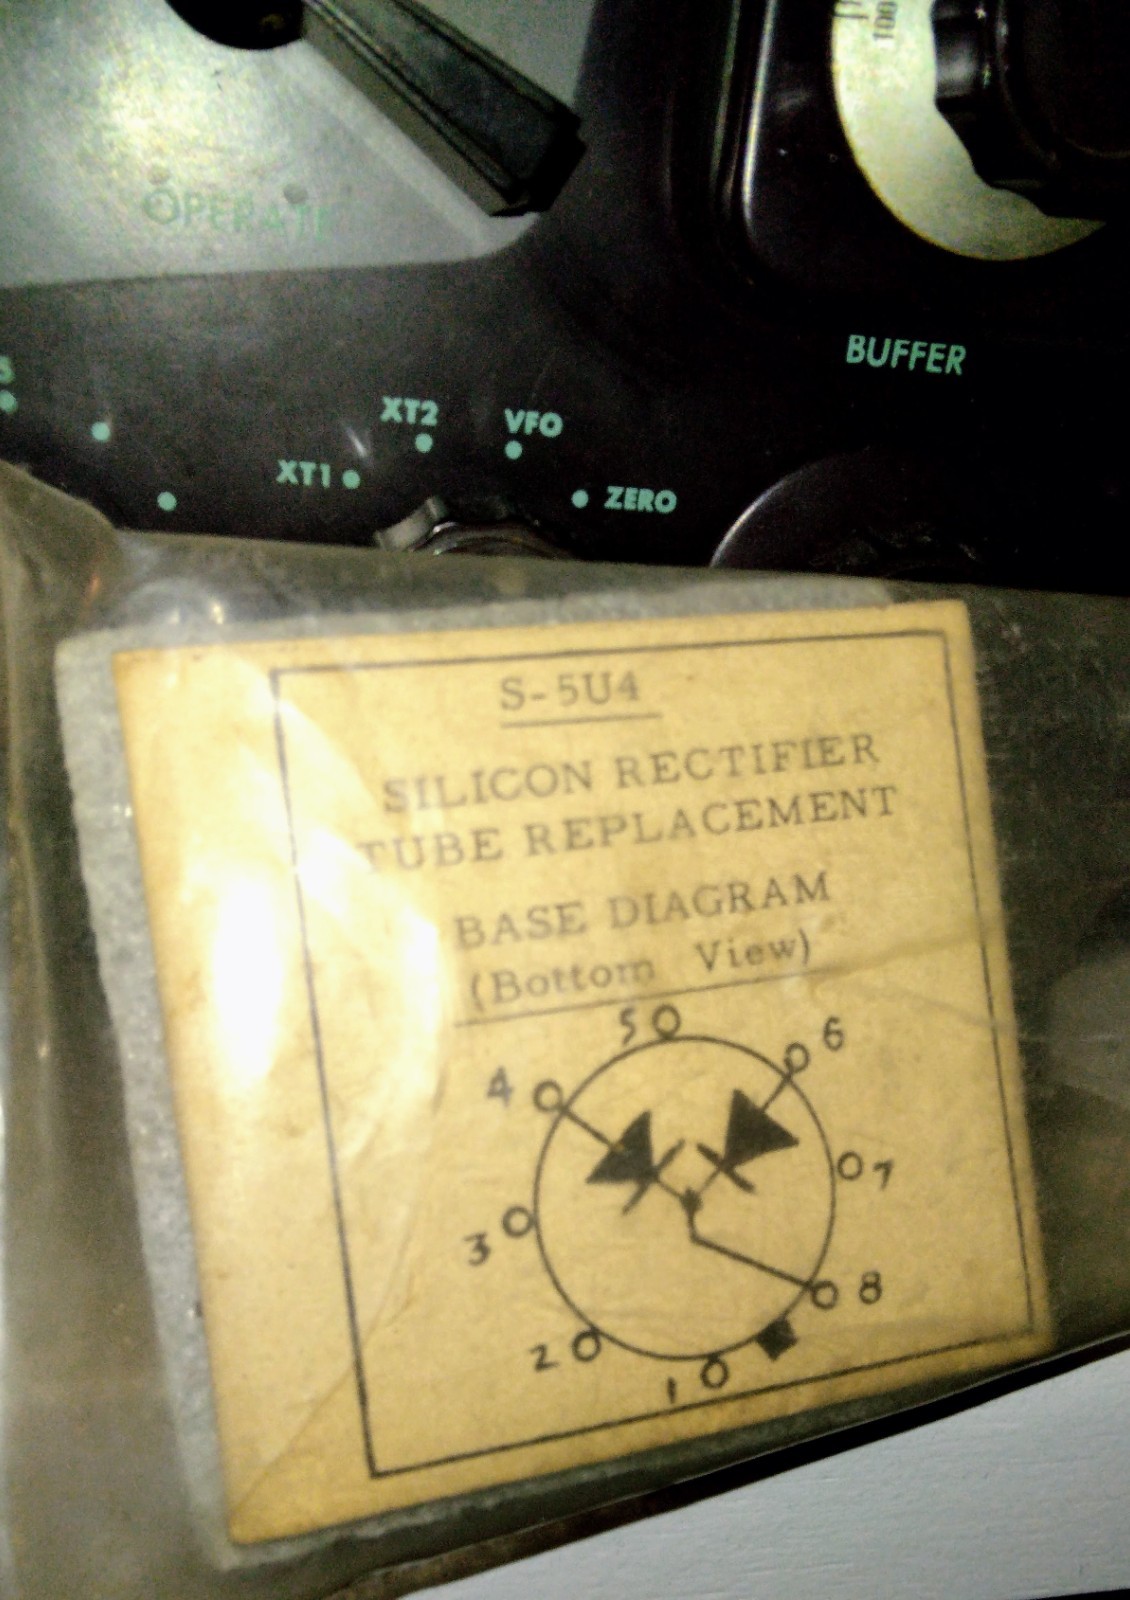 100
OPERATE
BUFFER
S
XT2 VFO
XT1 ZERO
S-5U4
SILICON RECTIFIER
TUBE REPLACEMENT
BASE DIAGRAM
(Bottom View)
5
6
4
7
3
8
2
1